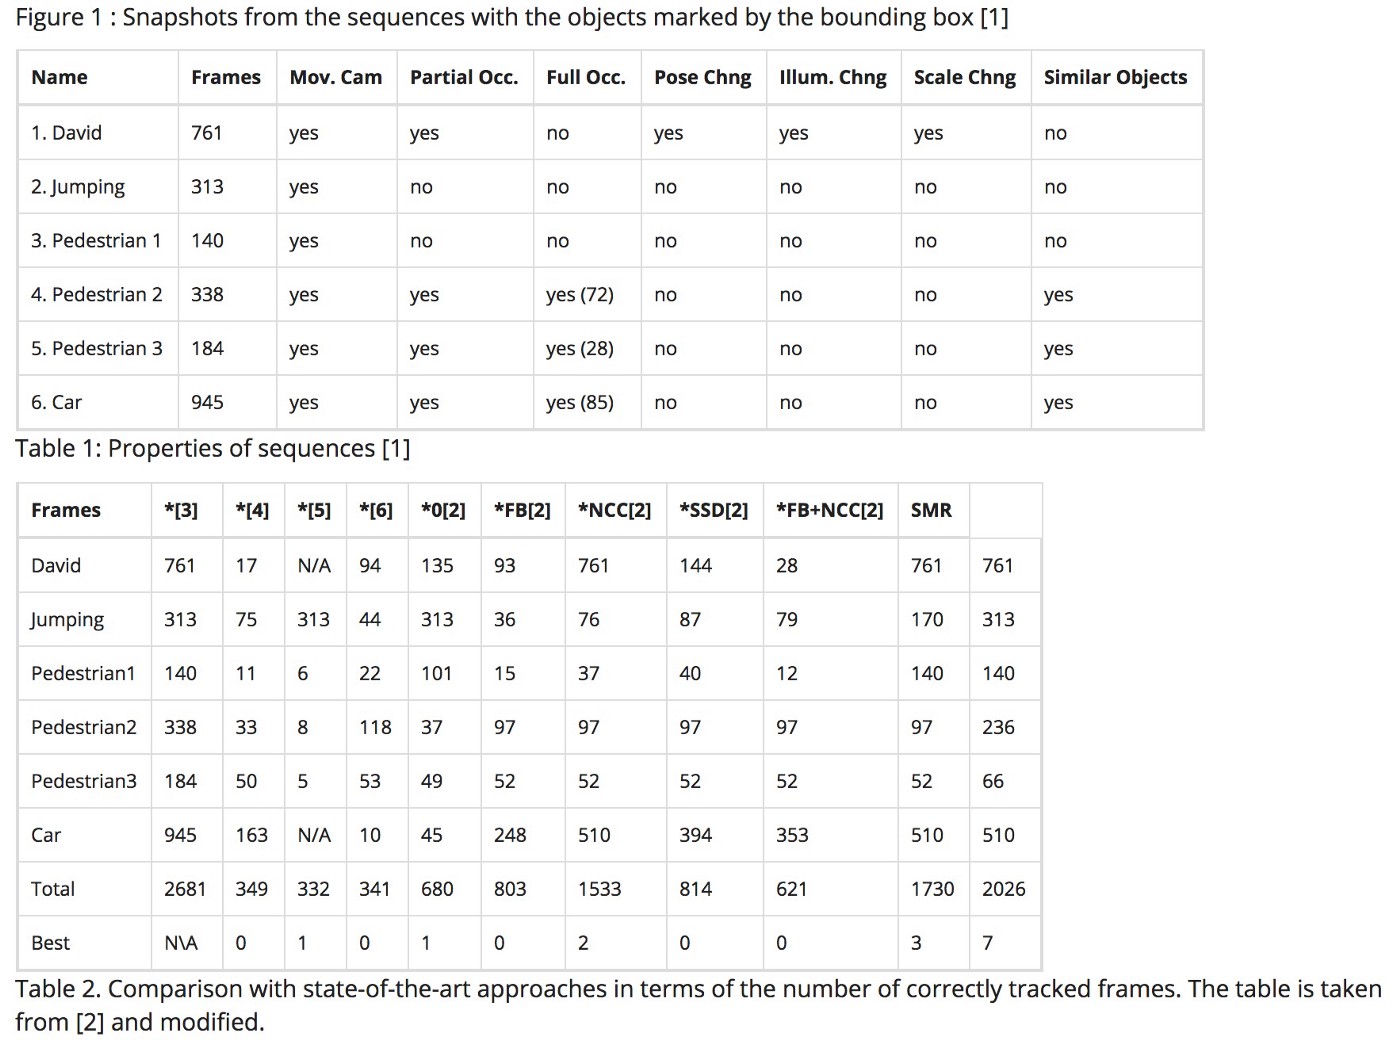 Figure 1 : Snapshots from the sequences with the objects marked by the bounding box [1]
Name Frames Mov. Cam Partial Occ. Full Occ. Pose Chng Illum. Chng Scale Chng Similar Objects
1. David 761 yes yes no yes yes yes no
2. Jumping 313 yes no no no no no no
3. Pedestrian 1 140 yes no no no no no no
4. Pedestrian 2 338 yes yes yes (72) no no no yes
5. Pedestrian 3 184 yes yes yes (28) no no no yes
6. Car 945 yes yes yes (85) no no no yes
Table 1: Properties of sequences [1]
Frames *[3] *[4] *[5] *[6] *0[2] *FB[2] *NCC[2] *SSD[2] *FB+NCC[2] SMR
David 761 17 N/A 94 135 93 761 144 28 761 761
Jumping 313 75 313 44 313 36 76 87 79 170 313
Pedestrian1 140 11 6 22 101 15 37 40 12 140 140
Pedestrian2 338 33 8 118 37 97 97 97 97 97 236
Pedestrian3 184 50 5 53 49 52 52 52 52 52 66
Car 945 163 N/A 10 45 248 510 394 353 510 510
Total 2681 349 332 341 680 803 1533 814 621 1730 2026
Best N\A 0 1 0 1 0 2 0 0 3 7
Table 2. Comparison with state-of-the-art approaches in terms of the number of correctly tracked frames. The table is taken
from [2] and modified.